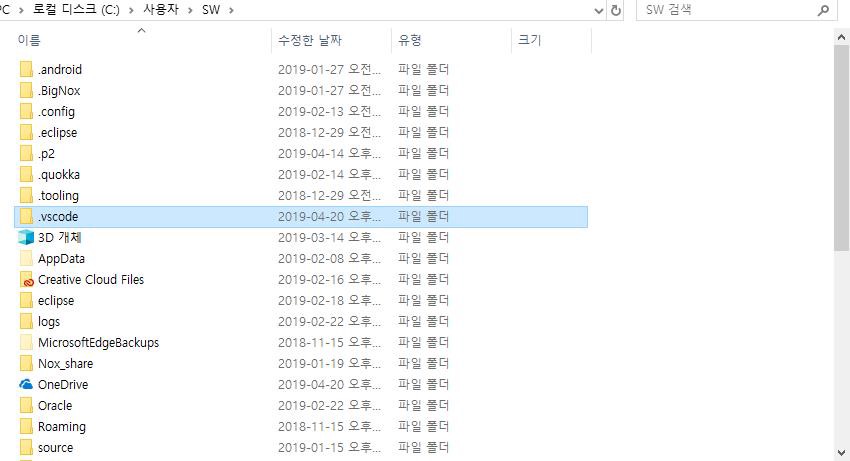 PC > 로컬 디스크 (C:) > 사용자 > SW >
SW 검색
이름 수정한 날짜 유형 크기
.android 2019-01-27 오전... 파일 폴더
.BigNox 2019-01-27 오전... 파일 폴더
.config 2019-02-13 오전... 파일 폴더
.eclipse 2018-12-29 오전... 파일 폴더
.p2 2019-04-14 오후... 파일 폴더
.quokka 2019-02-14 오후... 파일 폴더
.tooling 2018-12-29 오전... 파일 폴더
.vscode 2019-04-20 오후... 파일 폴더
3D 개체 2019-03-14 오후... 파일 폴더
AppData 2019-02-08 오후... 파일 폴더
Creative Cloud Files 2019-02-16 오후... 파일 폴더
eclipse 2019-02-18 오후... 파일 폴더
logs 2019-02-22 오후... 파일 폴더
MicrosoftEdgeBackups 2018-11-15 오후... 파일 폴더
Nox_share 2019-01-19 오후... 파일 폴더
OneDrive 2019-04-20 오후... 파일 폴더
Oracle 2019-02-22 오후... 파일 폴더
Roaming 2018-11-15 오후... 파일 폴더
source 2019-01-15 오후... 파일 폴더